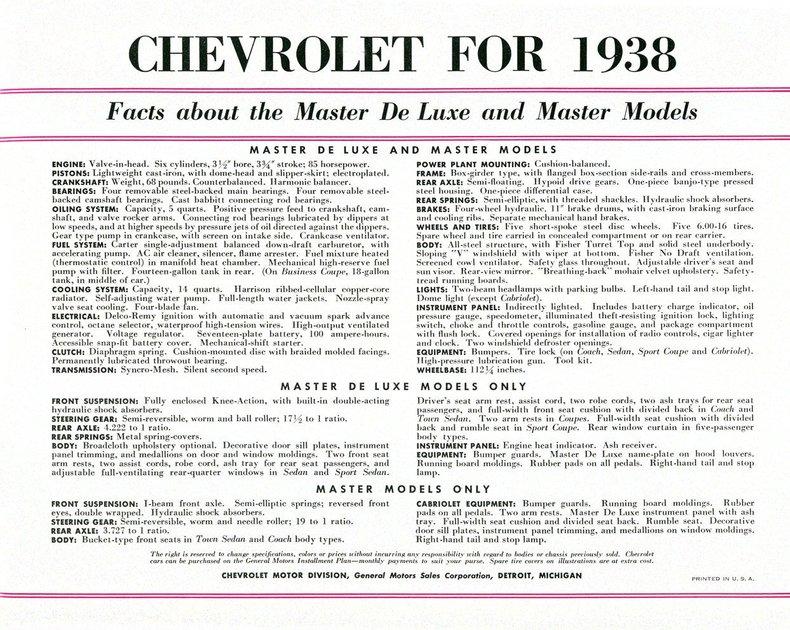 CHEVROLET FOR 1938
Facts about the Master De Luxe and Master Models
MASTER DE LUXE AND MASTER MODELS
ENGINE: Valve-in-head. Six cylinders, 3½" bore, 3¾" stroke; 85 horsepower.
PISTONS: Lightweight cast-iron, with dome-head and slipper-skirt; electroplated.
CRANKSHAFT: Weight, 68 pounds. Counterbalanced. Harmonic balancer.
BEARINGS: Four removable steel-backed main bearings. Four removable steel-
backed camshaft bearings. Cast babbitt connecting rod bearings.
OILING SYSTEM: Capacity, 5 quarts. Positive pressure feed to crankshaft, cam-
shaft, and valve rocker arms. Connecting rod bearings lubricated by dippers at
low speeds, and at higher speeds by pressure jets of oil directed against the dippers.
Gear type pump in crankcase, with screen on intake side. Crankcase ventilator.
FUEL SYSTEM: Carter single-adjustment balanced down-draft carburetor, with
accelerating pump. AC air cleaner, silencer, flame arrester. Fuel mixture heated
(thermostatic control) in manifold heat chamber. Mechanical high-reserve fuel
pump with filter. Fourteen-gallon tank in rear. (On Business Coupe, 18-gallon
tank, in middle of car.)
COOLING SYSTEM: Capacity, 14 quarts. Harrison ribbed-cellular copper-core
radiator. Self-adjusting water pump. Full-length water jackets. Nozzle-spray
valve seat cooling. Four-blade fan.
ELECTRICAL: Delco-Remy ignition with automatic and vacuum spark advance
control, octane selector, waterproof high-tension wires. High-output ventilated
generator. Voltage regulator. Seventeen-plate battery, 100 ampere-hours.
Accessible snap-fit battery cover. Mechanical-shift starter.
CLUTCH: Diaphragm spring. Cushion-mounted disc with braided molded facings.
Permanently lubricated throwout bearing.
TRANSMISSION: Syncro-Mesh. Silent second speed.
POWER PLANT MOUNTING: Cushion-balanced.
FRAME: Box-girder type, with flanged box-section side-rails and cross-members.
REAR AXLE: Semi-floating. Hypoid drive gears. One-piece banjo-type pressed
steel housing. One-piece differential case.
REAR SPRINGS: Semi-elliptic, with threaded shackles. Hydraulic shock absorbers.
BRAKES: Four-wheel hydraulic, 11" brake drums, with cast-iron braking surface
and cooling ribs. Separate mechanical hand brakes.
WHEELS AND TIRES: Five short-spoke steel disc wheels. Five 6.00-16 tires.
Spare wheel and tire carried in concealed compartment or on rear carrier.
BODY: All-steel structure, with Fisher Turret Top and solid steel underbody.
Sloping "V" windshield with wiper at top. Fisher No Draft ventilation.
Screened cowl ventilator. Safety glass throughout. Adjustable driver's seat and
sun visor. Rear-view mirror. "Breathing-back" mohair velvet upholstery. Safety-
tread running boards.
LIGHTS: Two-beam headlamps with parking bulbs. Left-hand tail and stop light.
Dome light (except Cabriolet).
INSTRUMENT PANEL: Indirectly lighted. Includes battery charge indicator, oil
pressure gauge, speedometer, illuminated theft-resisting ignition lock, lighting
switch, choke and throttle controls, gasoline gauge, and package compartment
with flush lock. Covered openings for installation of radio controls, cigar lighter
and clock. Two windshield defroster openings.
EQUIPMENT: Bumpers. Tire lock (on Coach, Sedan, Sport Coupe and Cabriolet).
High-pressure lubrication gun. Tool kit.
WHEELBASE: 112¼ inches.
MASTER DE LUXE MODELS ONLY
FRONT SUSPENSION: Fully enclosed Knee-Action, with built-in double-acting
hydraulic shock absorbers.
STEERING GEAR: Semi-reversible, worm and ball roller; 17½ to 1 ratio.
REAR AXLE: 4.222 to 1 ratio.
REAR SPRINGS: Metal spring-covers.
BODY: Broadcloth upholstery optional. Decorative door sill plates, instrument
panel trimming, and medallions on door and window moldings. Two front seat
arm rests, two assist cords, robe cord, ash tray for rear seat passengers, and
adjustable full-ventilating rear-quarter windows in Sedan and Sport Sedan.
Driver's seat arm rest, assist cord, two robe cords, two ash trays for rear seat
passengers, and full-width front seat cushion with divided back in Coach and
Town Sedan. Two arm rests in Coupes. Full-width seat cushion with divided
back and rumble seat in Sport Coupe. Rear window curtain in five-passenger
body types.
INSTRUMENT PANEL: Engine heat indicator. Ash receiver.
EQUIPMENT: Bumper guards. Master De Luxe name-plate on hood louvers.
Running board moldings. Rubber pads on all pedals. Right-hand tail and stop
lamp.
MASTER MODELS ONLY
FRONT SUSPENSION: I-beam front axle. Semi-elliptic springs; reversed front
eyes, double wrapped. Hydraulic shock absorbers.
STEERING GEAR: Semi-reversible, worm and needle roller; 19 to 1 ratio.
REAR AXLE: 3.727 to 1 ratio.
BODY: Bucket-type front seats in Town Sedan and Coach body types.
CABRIOLET EQUIPMENT: Bumper guards. Running board moldings. Rubber
pads on all pedals. Two arm rests. Master De Luxe instrument panel with ash
tray. Full-width seat cushion and divided back. Rumble seat. Decorative
door sill plates, instrument panel trimming, and medallions on window moldings.
Right-hand tail and stop lamp.
The right is reserved to change specifications, colors or prices without incurring any responsibility with regard to bodies or chassis previously sold. Chevrolet
cars can be purchased on the General Motors Installment Plan—monthly payments to suit your purse. Spare tire covers on illustrations are at extra cost.
CHEVROLET MOTOR DIVISION, General Motors Sales Corporation, DETROIT, MICHIGAN
PRINTED IN U. S. A.